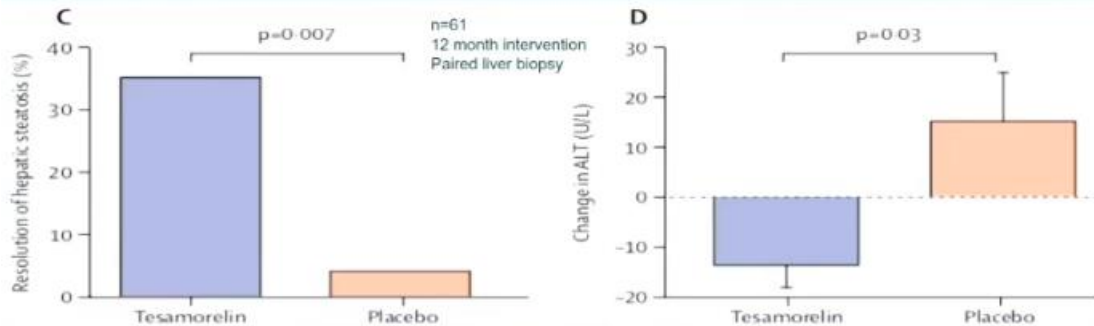 C
p=0·007
n=61
12 month intervention
Paired liver biopsy
Resolution of hepatic steatosis (%)
40
30
20
10
0
Tesamorelin
Placebo
D
p=0·03
Change in ALT (U/L)
30
20
10
0
−10
−20
Tesamorelin
Placebo